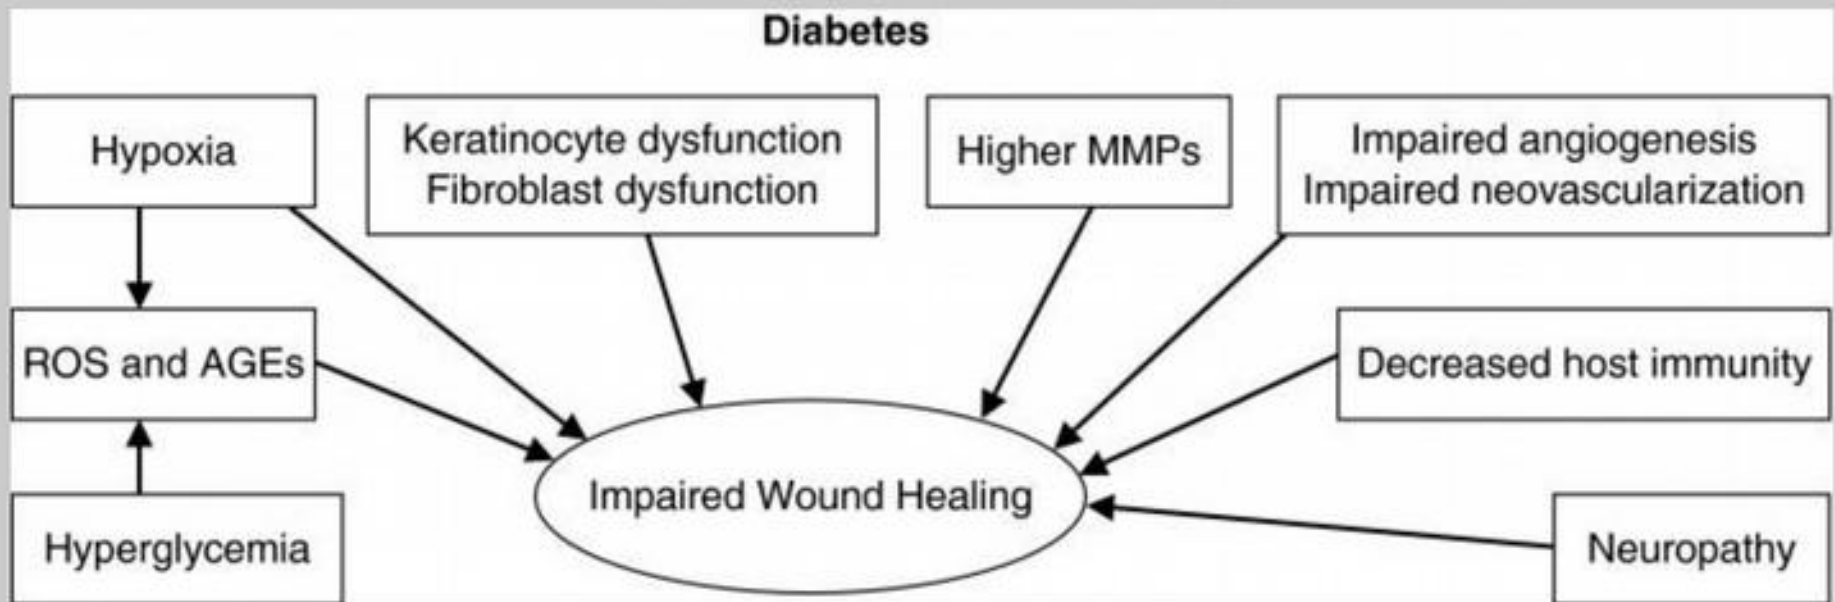 Diabetes
Hypoxia
Keratinocyte dysfunction
Fibroblast dysfunction
Higher MMPs
Impaired angiogenesis
Impaired neovascularization
ROS and AGEs
Decreased host immunity
Impaired Wound Healing
Hyperglycemia
Neuropathy